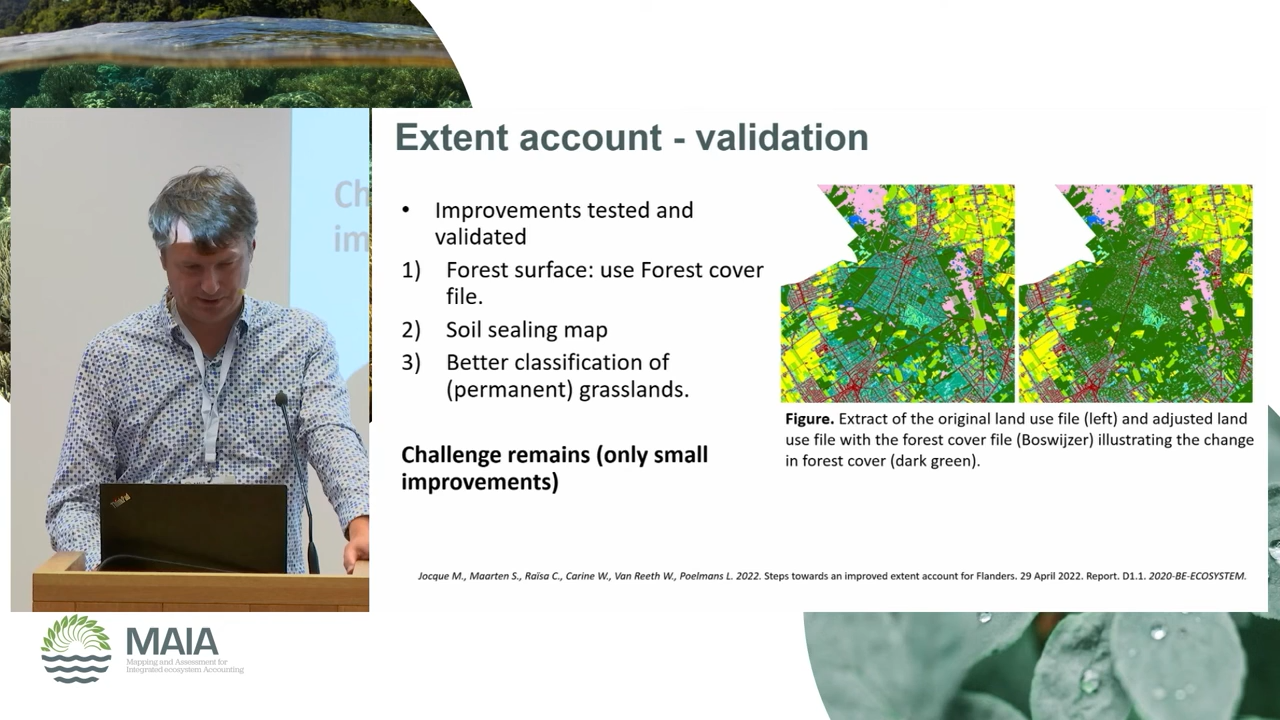 Extent account - validation
Ch
im
• Improvements tested and
validated
1) Forest surface: use Forest cover
file.
2) Soil sealing map
3) Better classification of
(permanent) grasslands.
Challenge remains (only small
improvements)
Figure. Extract of the original land use file (left) and adjusted land
use file with the forest cover file (Boswijzer) illustrating the change
in forest cover (dark green).
ThinkPad
Jocque M., Maarten S., Raïsa C., Carine W., Van Reeth W., Poelmans L. 2022. Steps towards an improved extent account for Flanders. 29 April 2022. Report. D1.1. 2020-BE-ECOSYSTEM.
MAIA
Mapping and Assessment for
Integrated ecosystem Accounting